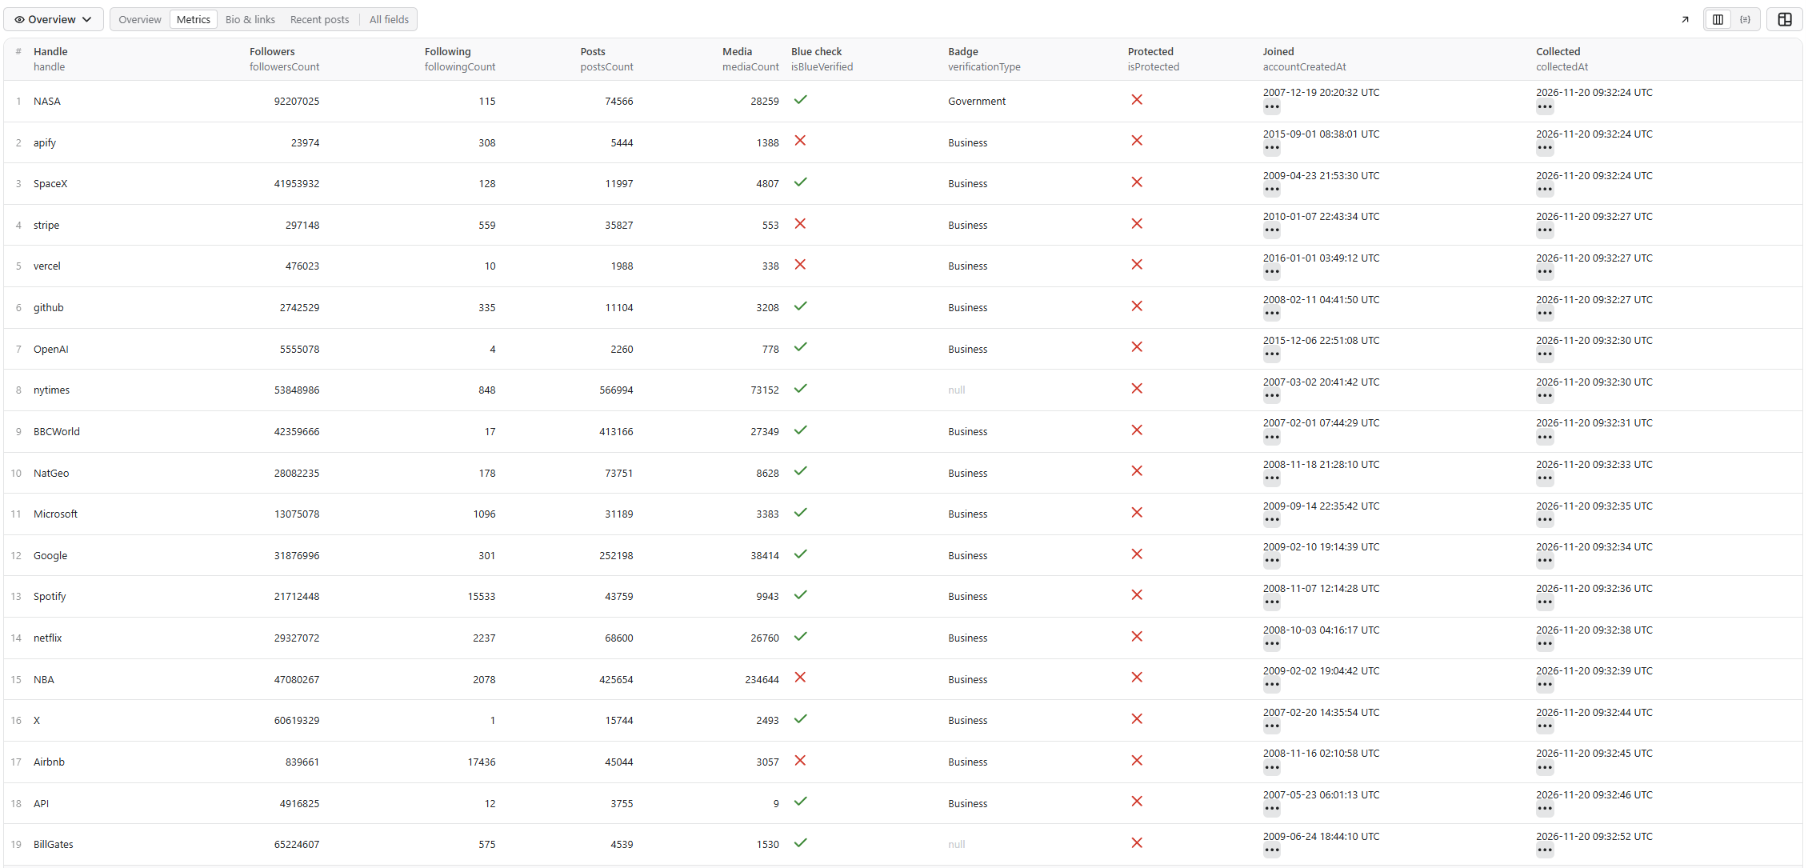 Overview Overview Metrics Bio & links Recent posts All fields
# Handle Followers Following Posts Media Blue check Badge Protected Joined Collected
handle followersCount followingCount postsCount mediaCount isBlueVerified verificationType isProtected accountCreatedAt collectedAt
1 NASA 92207025 115 74566 28259 Government 2007-12-19 20:20:32 UTC 2026-11-20 09:32:24 UTC
2 apify 23974 308 5444 1388 Business 2015-09-01 08:38:01 UTC 2026-11-20 09:32:24 UTC
3 SpaceX 41953932 128 11997 4807 Business 2009-04-23 21:53:30 UTC 2026-11-20 09:32:24 UTC
4 stripe 297148 559 35827 553 Business 2010-01-07 22:43:34 UTC 2026-11-20 09:32:27 UTC
5 vercel 476023 10 1988 338 Business 2016-01-01 03:49:12 UTC 2026-11-20 09:32:27 UTC
6 github 2742529 335 11104 3208 Business 2008-02-11 04:41:50 UTC 2026-11-20 09:32:27 UTC
7 OpenAI 5555078 4 2260 778 Business 2015-12-06 22:51:08 UTC 2026-11-20 09:32:30 UTC
8 nytimes 53848986 848 566994 73152 null 2007-03-02 20:41:42 UTC 2026-11-20 09:32:30 UTC
9 BBCWorld 42359666 17 413166 27349 Business 2007-02-01 07:44:29 UTC 2026-11-20 09:32:31 UTC
10 NatGeo 28082235 178 73751 8628 Business 2008-11-18 21:28:10 UTC 2026-11-20 09:32:33 UTC
11 Microsoft 13075078 1096 31189 3383 Business 2009-09-14 22:35:42 UTC 2026-11-20 09:32:35 UTC
12 Google 31876996 301 252198 38414 Business 2009-02-10 19:14:39 UTC 2026-11-20 09:32:34 UTC
13 Spotify 21712448 15533 43759 9943 Business 2008-11-07 12:14:28 UTC 2026-11-20 09:32:36 UTC
14 netflix 29327072 2237 68600 26760 Business 2008-10-03 04:16:17 UTC 2026-11-20 09:32:38 UTC
15 NBA 47080267 2078 425654 234644 Business 2009-02-02 19:04:42 UTC 2026-11-20 09:32:39 UTC
16 X 60619329 1 15744 2493 Business 2007-02-20 14:35:54 UTC 2026-11-20 09:32:44 UTC
17 Airbnb 839661 17436 45044 3057 Business 2008-11-16 02:10:58 UTC 2026-11-20 09:32:45 UTC
18 API 4916825 12 3755 9 Business 2007-05-23 06:01:13 UTC 2026-11-20 09:32:46 UTC
19 BillGates 65224607 575 4539 1530 null 2009-06-24 18:44:10 UTC 2026-11-20 09:32:52 UTC